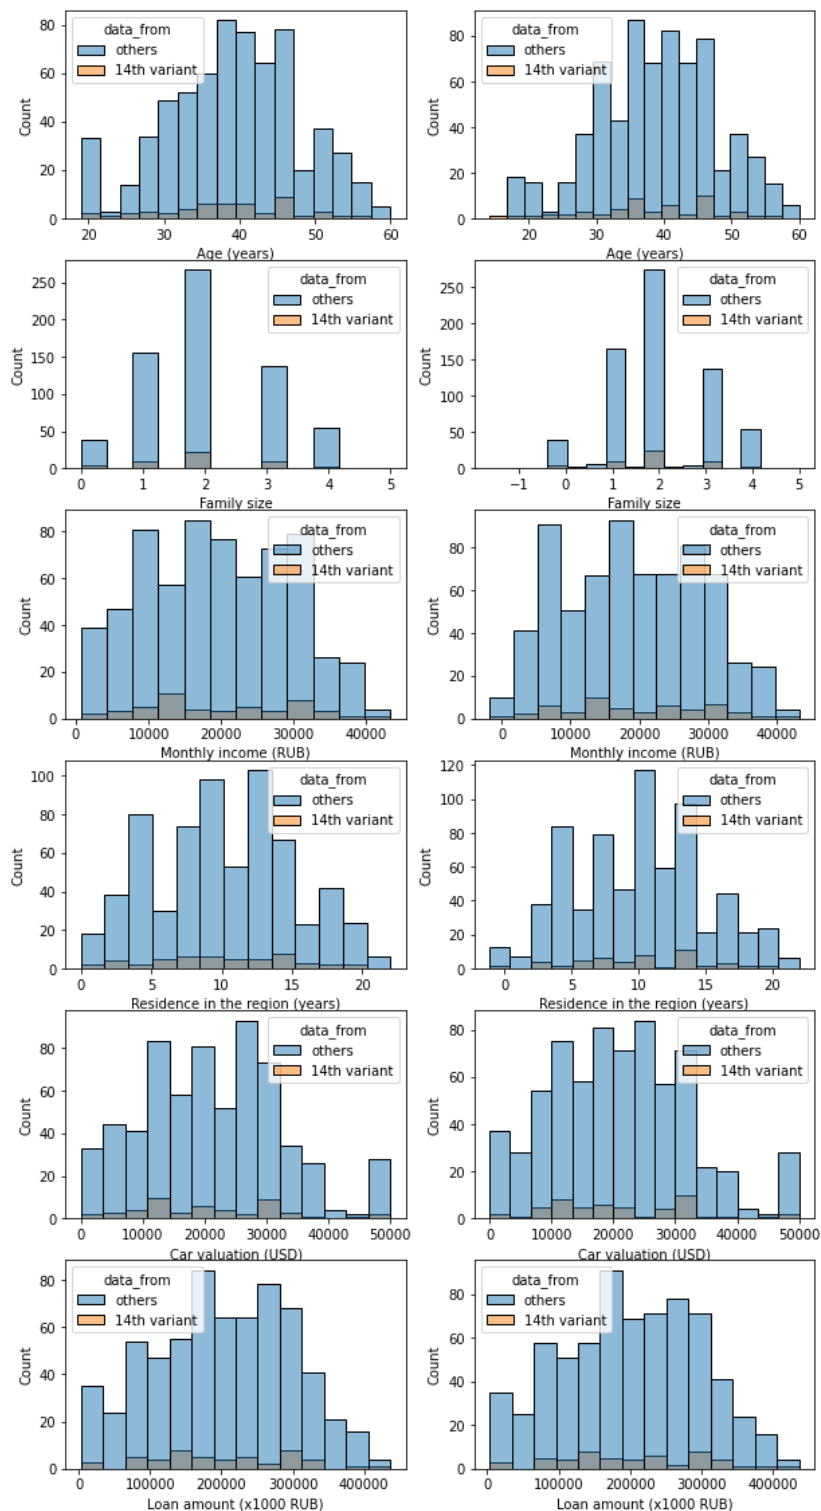 data_from
others
14th variant
Count
80
60
40
20
0
20
30
40
50
60
Age (years)
data_from
others
14th variant
Count
80
60
40
20
0
20
30
40
50
60
Age (years)
data_from
others
14th variant
Count
250
200
150
100
50
0
0
1
2
3
4
5
Family size
data_from
others
14th variant
Count
250
200
150
100
50
0
−1
0
1
2
3
4
5
Family size
data_from
others
14th variant
Count
80
60
40
20
0
0
10000
20000
30000
40000
Monthly income (RUB)
data_from
others
14th variant
Count
80
60
40
20
0
0
10000
20000
30000
40000
Monthly income (RUB)
data_from
others
14th variant
Count
100
80
60
40
20
0
0
5
10
15
20
Residence in the region (years)
data_from
others
14th variant
Count
120
100
80
60
40
20
0
0
5
10
15
20
Residence in the region (years)
data_from
others
14th variant
Count
80
60
40
20
0
0
10000
20000
30000
40000
50000
Car valuation (USD)
data_from
others
14th variant
Count
80
60
40
20
0
0
10000
20000
30000
40000
50000
Car valuation (USD)
data_from
others
14th variant
Count
80
60
40
20
0
0
100000
200000
300000
400000
Loan amount (x1000 RUB)
data_from
others
14th variant
Count
80
60
40
20
0
0
100000
200000
300000
400000
Loan amount (x1000 RUB)